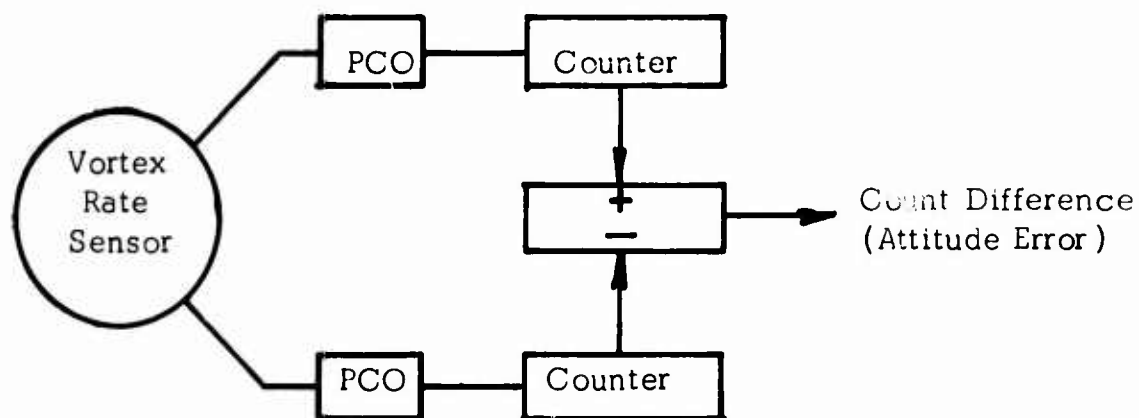 PCO
Counter
Vortex
Rate
Sensor
+
−
Count Difference
(Attitude Error)
PCO
Counter